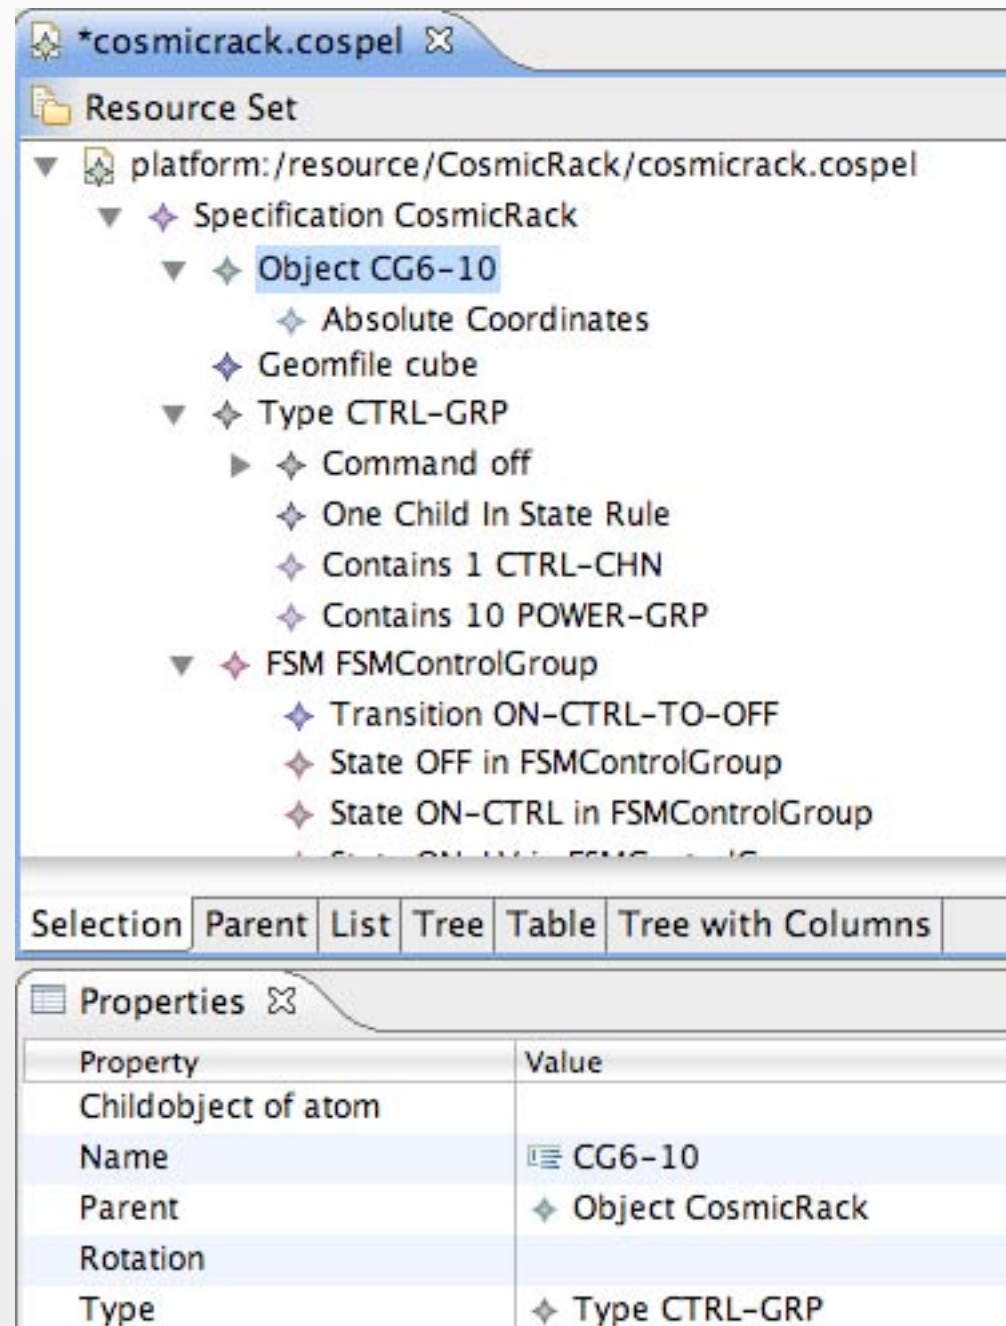 *cosmicrack.cospel
Resource Set
platform:/resource/CosmicRack/cosmicrack.cospel
Specification CosmicRack
Object CG6-10
Absolute Coordinates
Geomfile cube
Type CTRL-GRP
Command off
One Child In State Rule
Contains 1 CTRL-CHN
Contains 10 POWER-GRP
FSM FSMControlGroup
Transition ON-CTRL-TO-OFF
State OFF in FSMControlGroup
State ON-CTRL in FSMControlGroup
Selection Parent List Tree Table Tree with Columns
Properties
Property Value
Childobject of atom
Name CG6-10
Parent Object CosmicRack
Rotation
Type Type CTRL-GRP